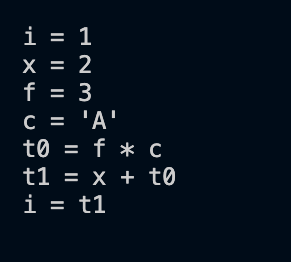 i = 1
x = 2
f = 3
c = 'A'
t0 = f * c
t1 = x + t0
i = t1